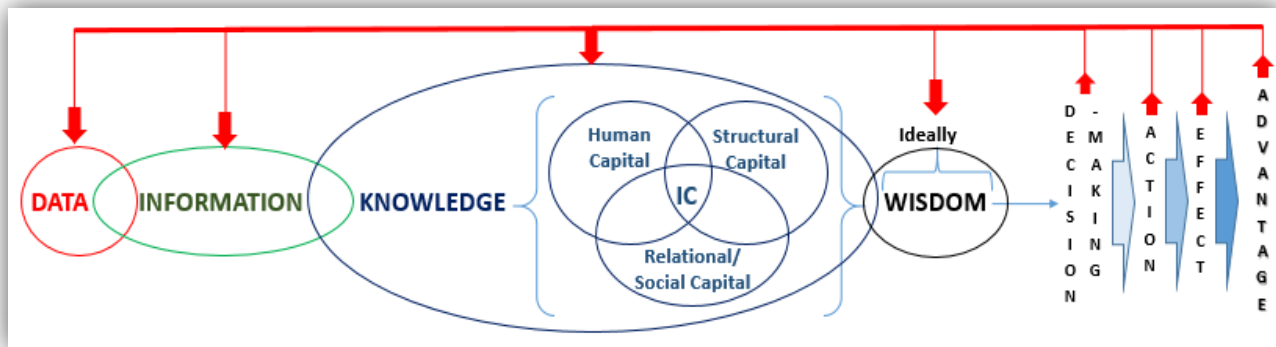 DATA
INFORMATION
KNOWLEDGE
Human
Capital
Structural
Capital
IC
Relational/
Social Capital
Ideally
WISDOM
DECISION
-MAKING
ACTION
EFFECT
ADVANTAGE